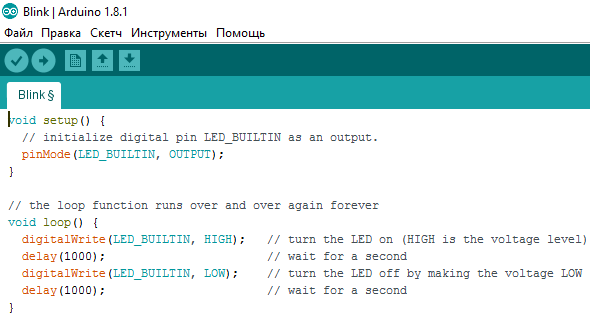 Blink | Arduino 1.8.1
Файл Правка Скетч Инструменты Помощь
Blink §
void setup() {
  // initialize digital pin LED_BUILTIN as an output.
  pinMode(LED_BUILTIN, OUTPUT);
}
// the loop function runs over and over again forever
void loop() {
  digitalWrite(LED_BUILTIN, HIGH);   // turn the LED on (HIGH is the voltage level)
  delay(1000);                       // wait for a second
  digitalWrite(LED_BUILTIN, LOW);    // turn the LED off by making the voltage LOW
  delay(1000);                       // wait for a second
}